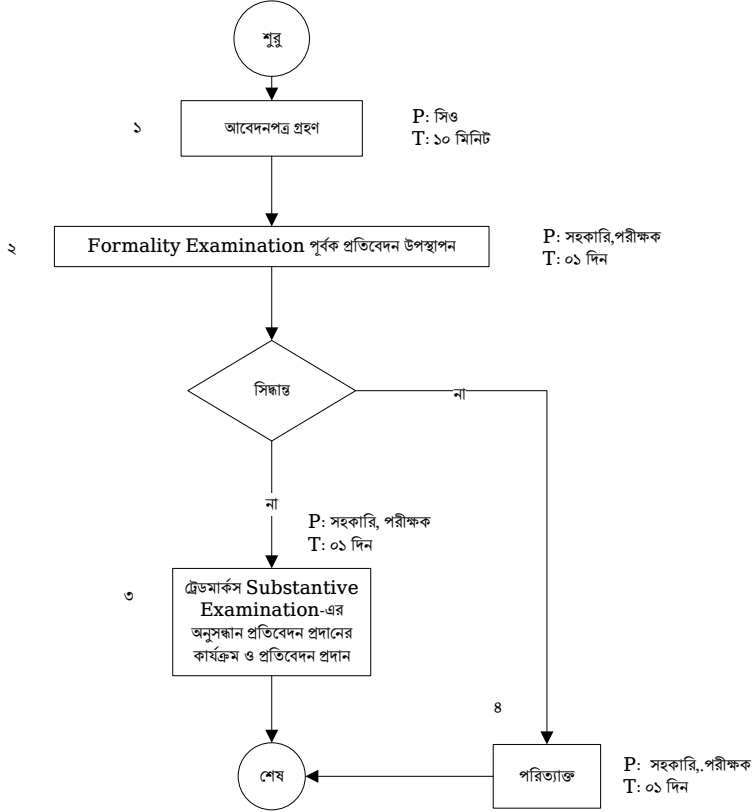 শুরু
১
আবেদনপত্র গ্রহণ
P: সিও
T: ১০ মিনিট
২
Formality Examination পূর্বক প্রতিবেদন উপস্থাপন
P: সহকারি,পরীক্ষক
T: ০১ দিন
সিদ্ধান্ত
না
না
P: সহকারি, পরীক্ষক
T: ০১ দিন
৩
ট্রেডমার্কস Substantive
Examination-এর
অনুসন্ধান প্রতিবেদন প্রদানের
কার্যক্রম ও প্রতিবেদন প্রদান
৪
শেষ
পরিত্যাক্ত
P: সহকারি,.পরীক্ষক
T: ০১ দিন